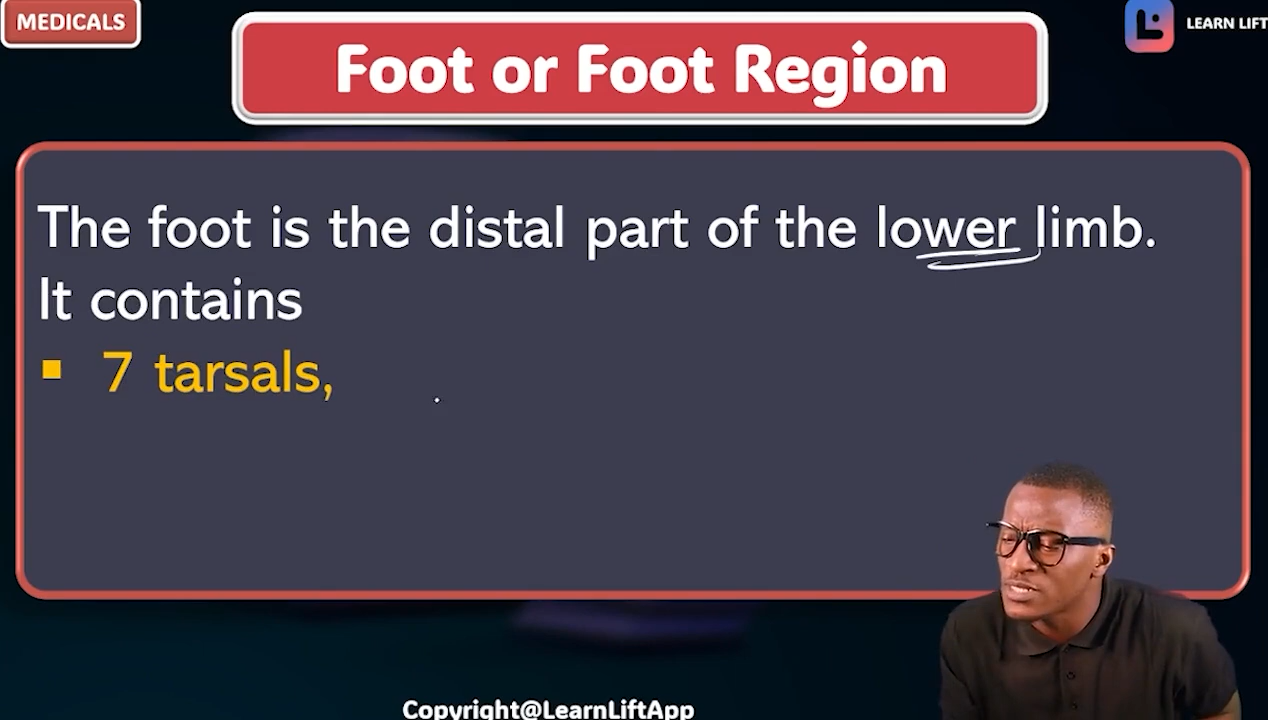 MEDICALS
LEARN LIFT
Foot or Foot Region
The foot is the distal part of the lower limb.
It contains
▪ 7 tarsals,
Copyright@LearnLiftApp